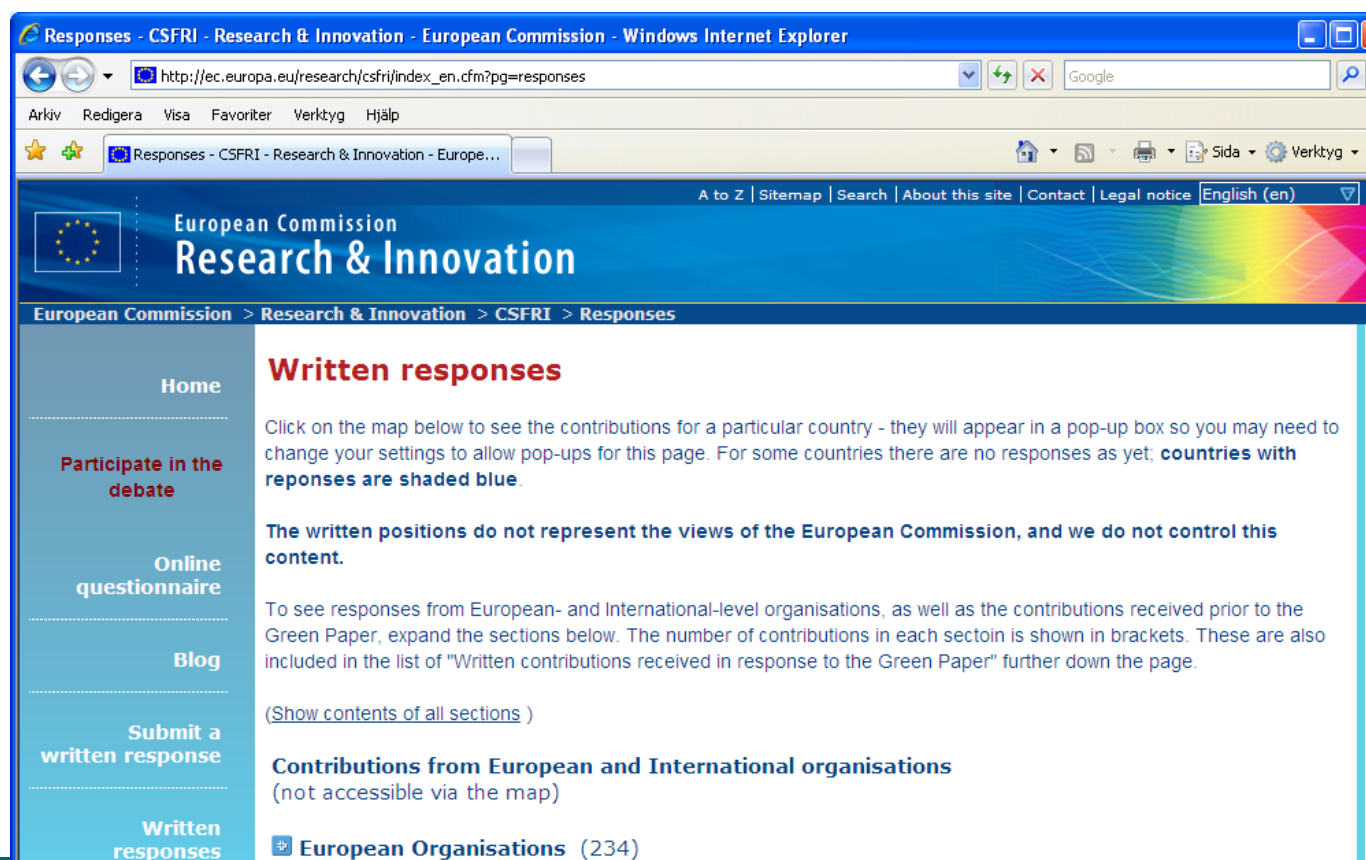 Responses - CSFRI - Research & Innovation - European Commission - Windows Internet Explorer
http://ec.europa.eu/research/csfri/index_en.cfm?pg=responses
Google
Arkiv Redigera Visa Favoriter Verktyg Hjälp
Responses - CSFRI - Research & Innovation - Europe...
Sida
Verktyg
A to Z | Sitemap | Search | About this site | Contact | Legal notice English (en)
European Commission
Research & Innovation
European Commission > Research & Innovation > CSFRI > Responses
Home
Participate in the
debate
Online
questionnaire
Blog
Submit a
written response
Written
responses
Written responses
Click on the map below to see the contributions for a particular country - they will appear in a pop-up box so you may need to
change your settings to allow pop-ups for this page. For some countries there are no responses as yet; countries with
reponses are shaded blue.
The written positions do not represent the views of the European Commission, and we do not control this
content.
To see responses from European- and International-level organisations, as well as the contributions received prior to the
Green Paper, expand the sections below. The number of contributions in each sectoin is shown in brackets. These are also
included in the list of "Written contributions received in response to the Green Paper" further down the page.
(Show contents of all sections )
Contributions from European and International organisations
(not accessible via the map)
European Organisations (234)